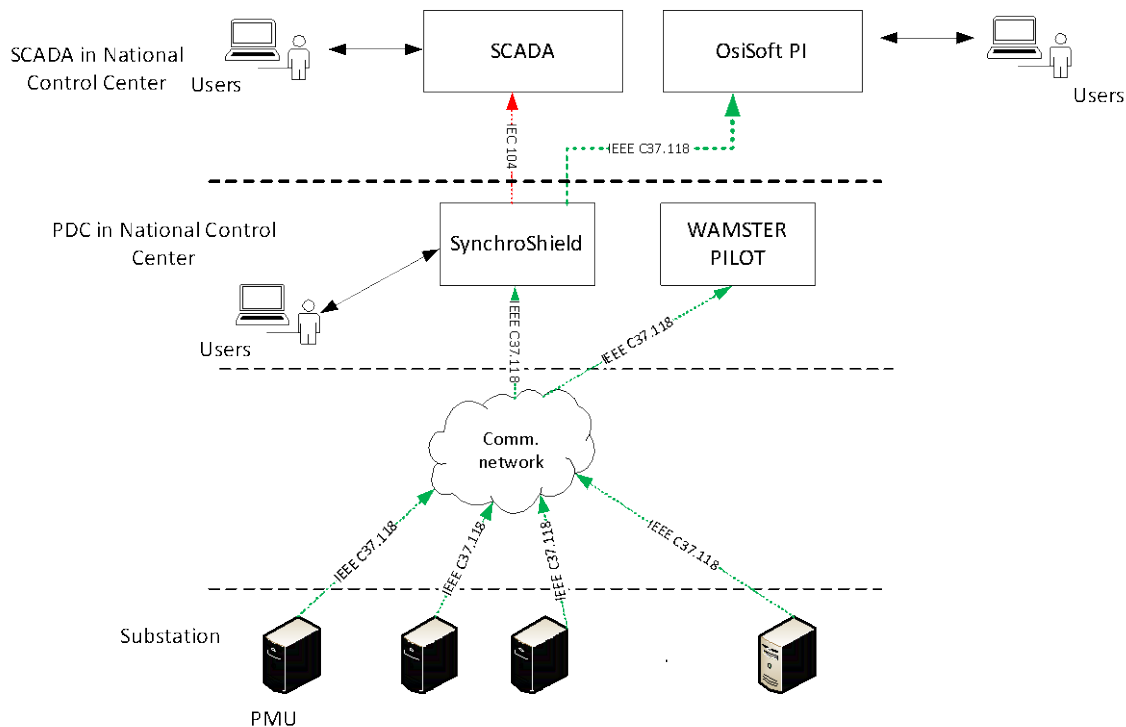 SCADA in National
Control Center
Users
SCADA
OsiSoft PI
Users
IEC 104
IEEE C37.118
PDC in National Control
Center
SynchroShield
WAMSTER
PILOT
Users
IEEE C37.118
IEEE C37.118
Comm.
network
IEEE C37.118
IEEE C37.118
IEEE C37.118
IEEE C37.118
Substation
PMU